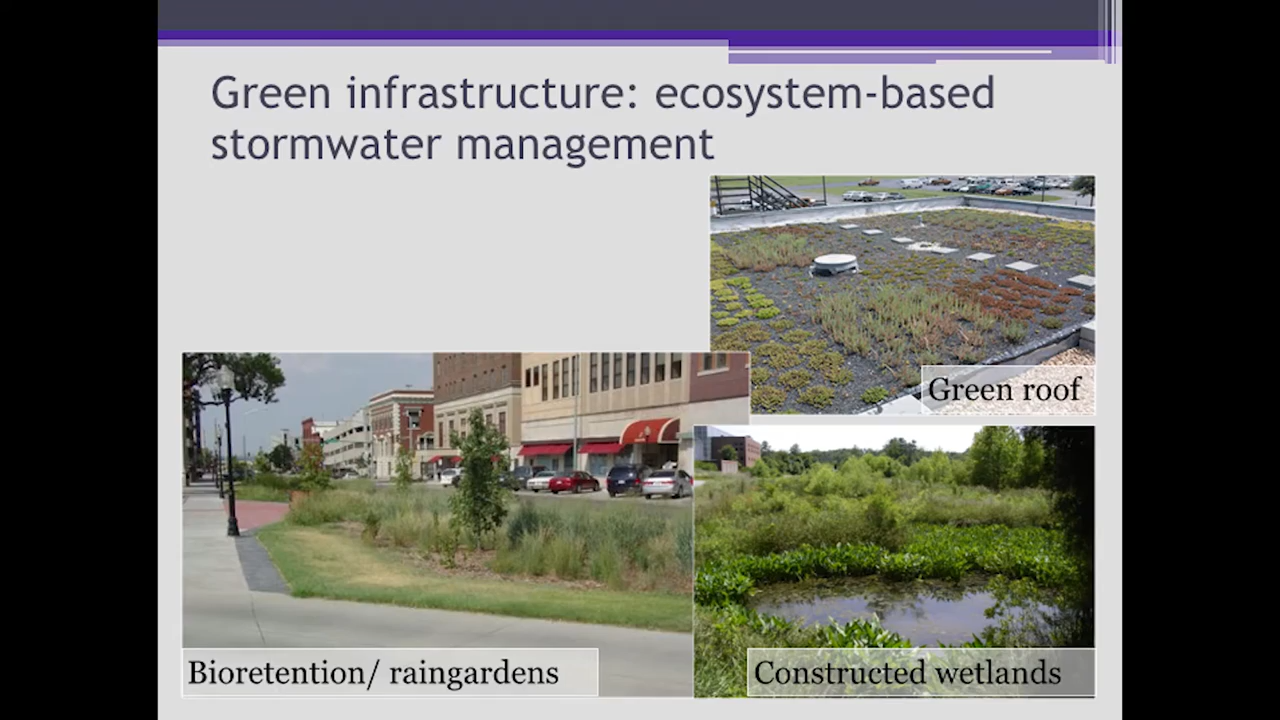 Green infrastructure: ecosystem-based
stormwater management
Green roof
Bioretention/ raingardens
Constructed wetlands